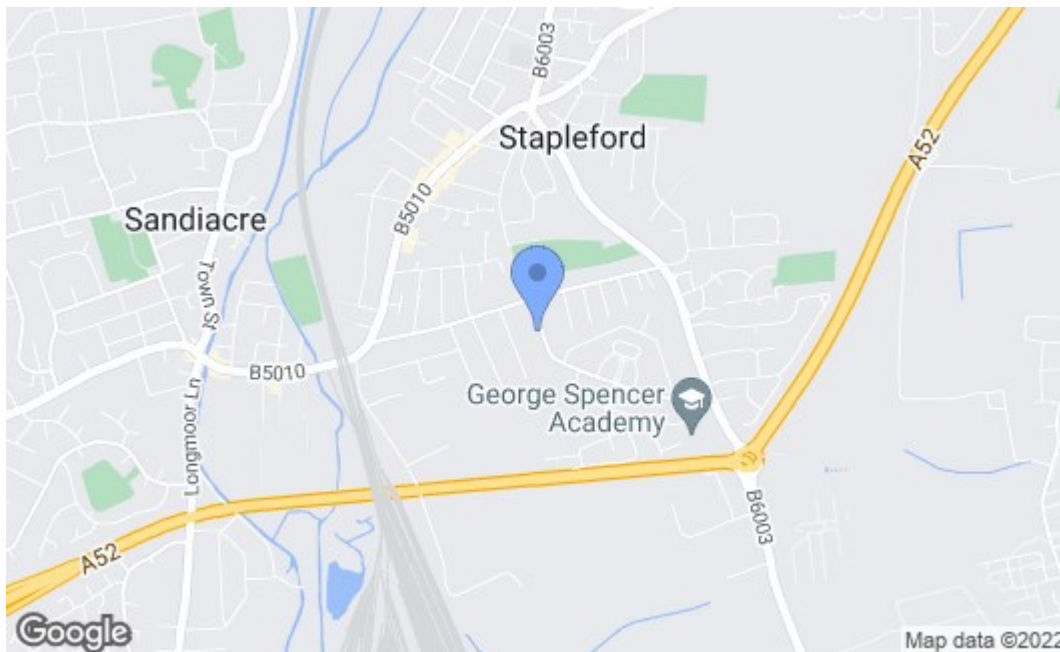 B6003
Stapleford
A52
B5010
Sandiacre
Town St
B5010
Longmoor Ln
George Spencer
Academy
B6003
A52
Google
Map data ©2022